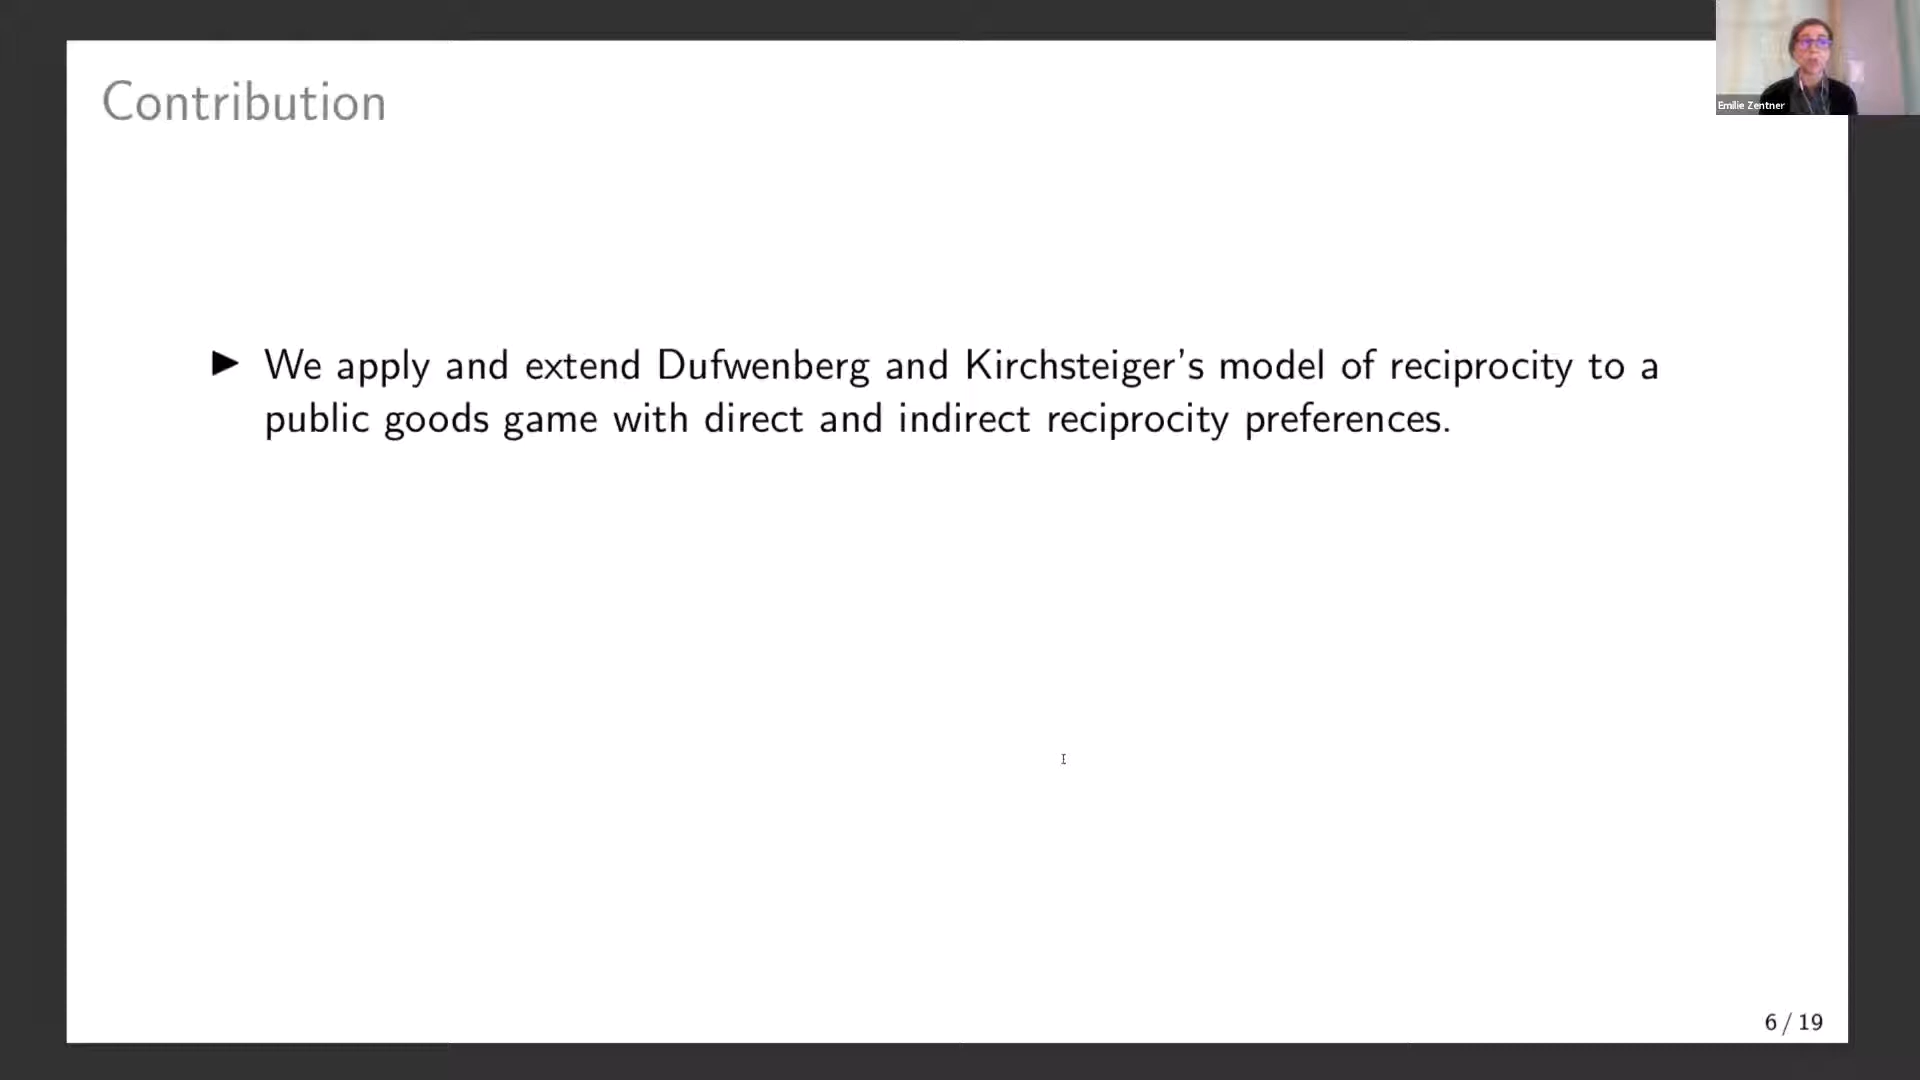 Contribution
Emilie Zentner
▶ We apply and extend Dufwenberg and Kirchsteiger's model of reciprocity to a
public goods game with direct and indirect reciprocity preferences.
6 / 19